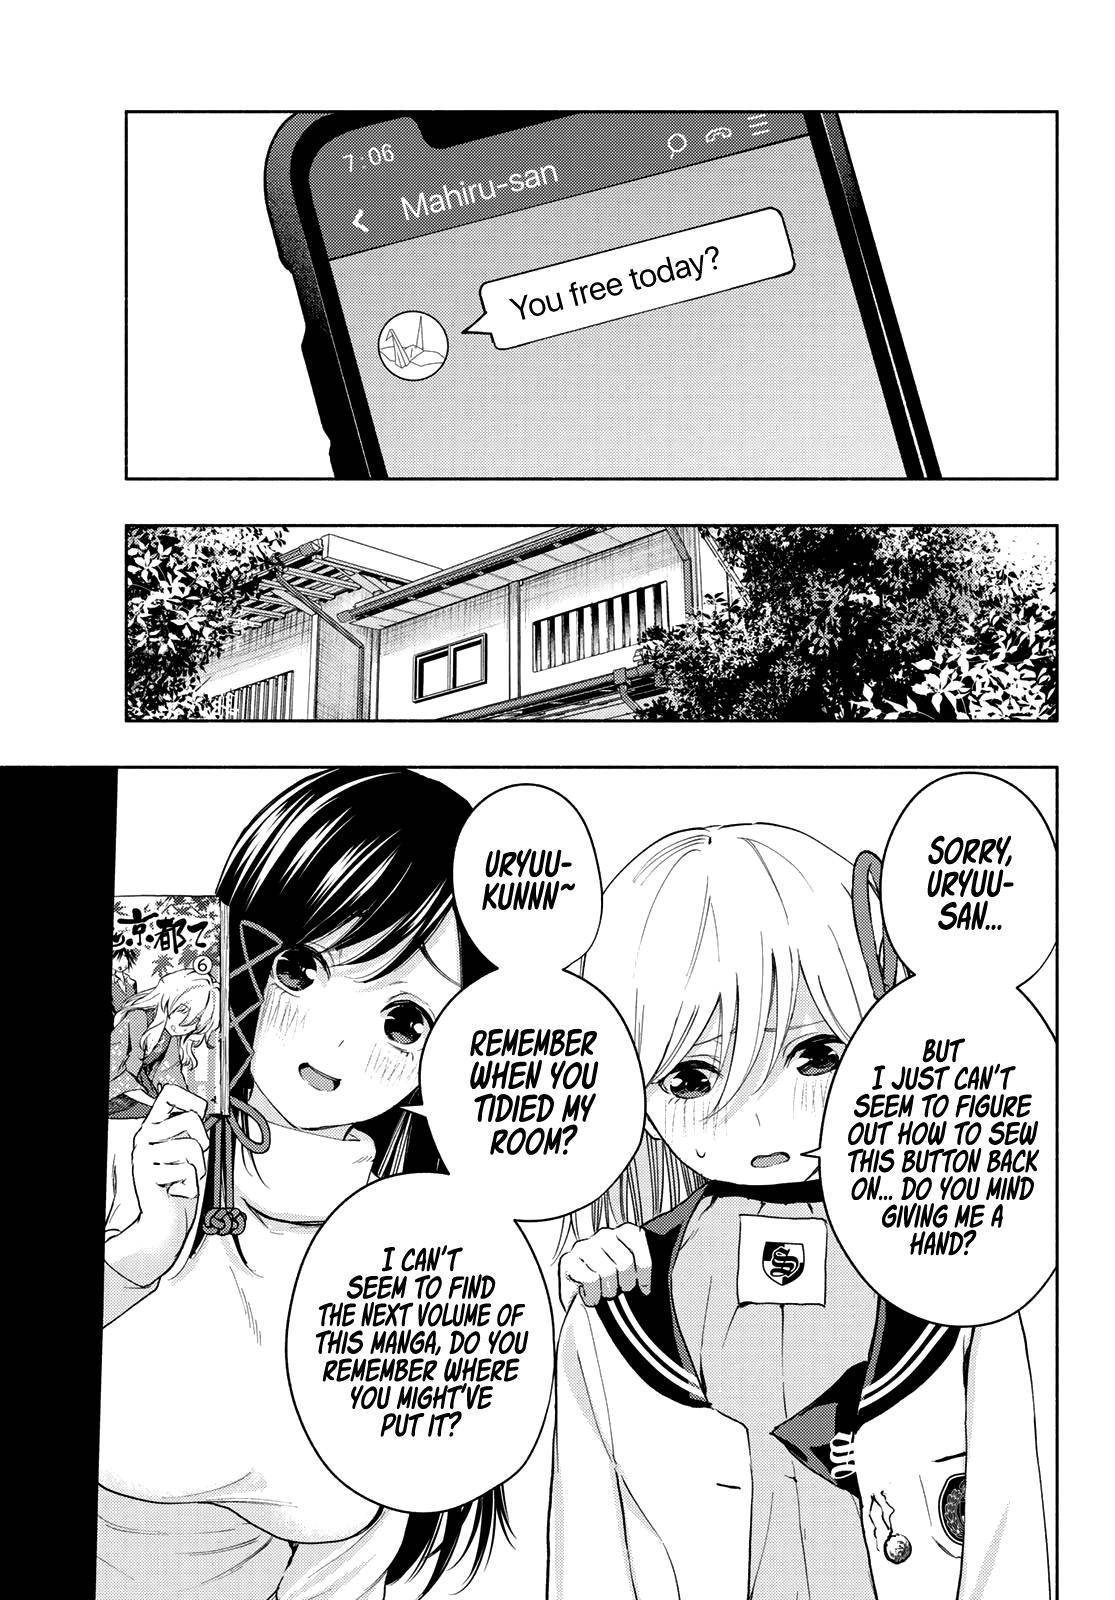 7:06
Mahiru-san
You free today?
SORRY,
URYUU-
SAN...
BUT
I JUST CAN'T
SEEM TO FIGURE
OUT HOW TO SEW
THIS BUTTON BACK
ON... DO YOU MIND
GIVING ME A
HAND?
URYUU-
KUNNN~
REMEMBER
WHEN YOU
TIDIED MY
ROOM?
I CAN'T
SEEM TO FIND
THE NEXT VOLUME OF
THIS MANGA, DO YOU
REMEMBER WHERE
YOU MIGHT'VE
PUT IT?
京都で
6
S